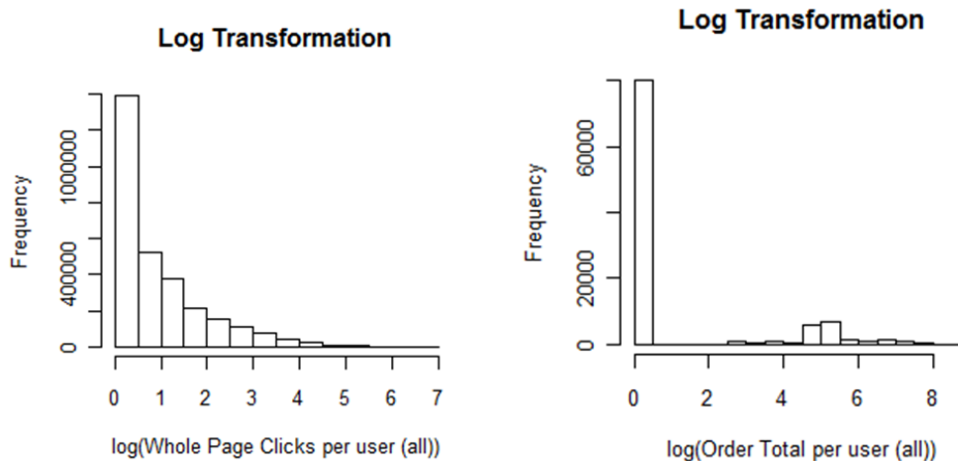 Log Transformation
Frequency
0
400000
1000000
0 1 2 3 4 5 6 7
log(Whole Page Clicks per user (all))
Log Transformation
Frequency
0
20000
60000
0 2 4 6 8
log(Order Total per user (all))